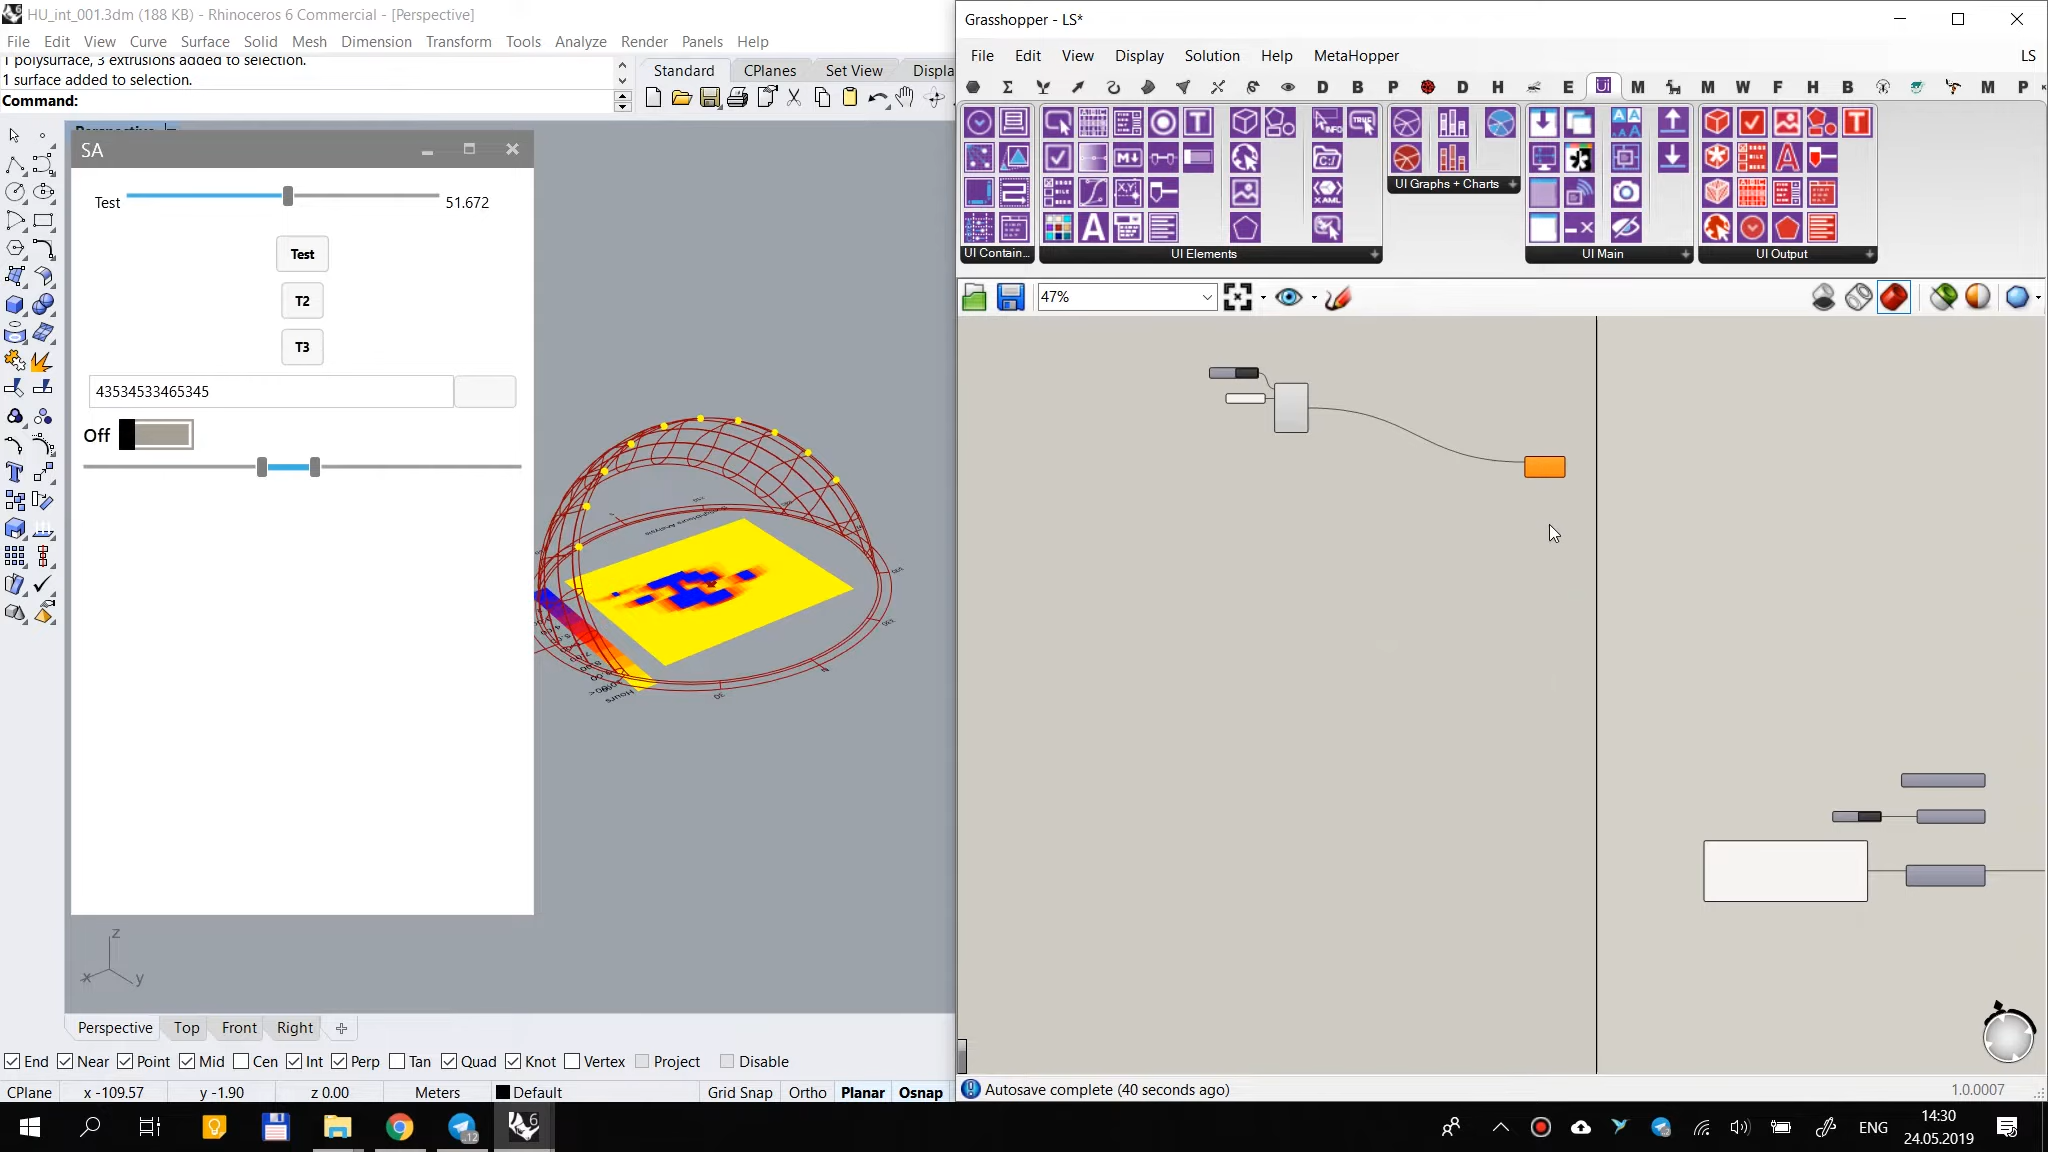 HU_int_001.3dm (188 KB) - Rhinoceros 6 Commercial - [Perspective]
File Edit View Curve Surface Solid Mesh Dimension Transform Tools Analyze Render Panels Help
1 polysurface, 3 extrusions added to selection.
1 surface added to selection.
Command:
Standard CPlanes Set View Displa
Perspective
SA
Test 51.672
Test
T2
T3
43534533465345
Off
Hours
z
x y
Perspective Top Front Right
End Near Point Mid Cen Int Perp Tan Quad Knot Vertex Project Disable
CPlane x -109.57 y -1.90 z 0.00 Meters Default Grid Snap Ortho Planar Osnap
Grasshopper - LS*
File Edit View Display Solution Help MetaHopper LS
D B P D H E Ui M M W F H B M P
UI Contain... UI Elements UI Graphs + Charts UI Main UI Output
47%
Autosave complete (40 seconds ago) 1.0.0007
12 6 ENG 14:30
24.05.2019